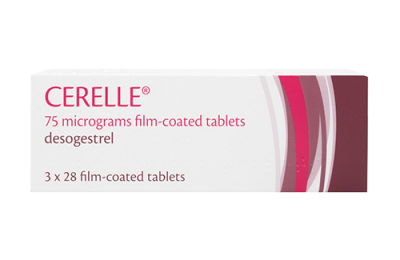 CERELLE®
75 micrograms film-coated tablets
desogestrel
3 x 28 film-coated tablets